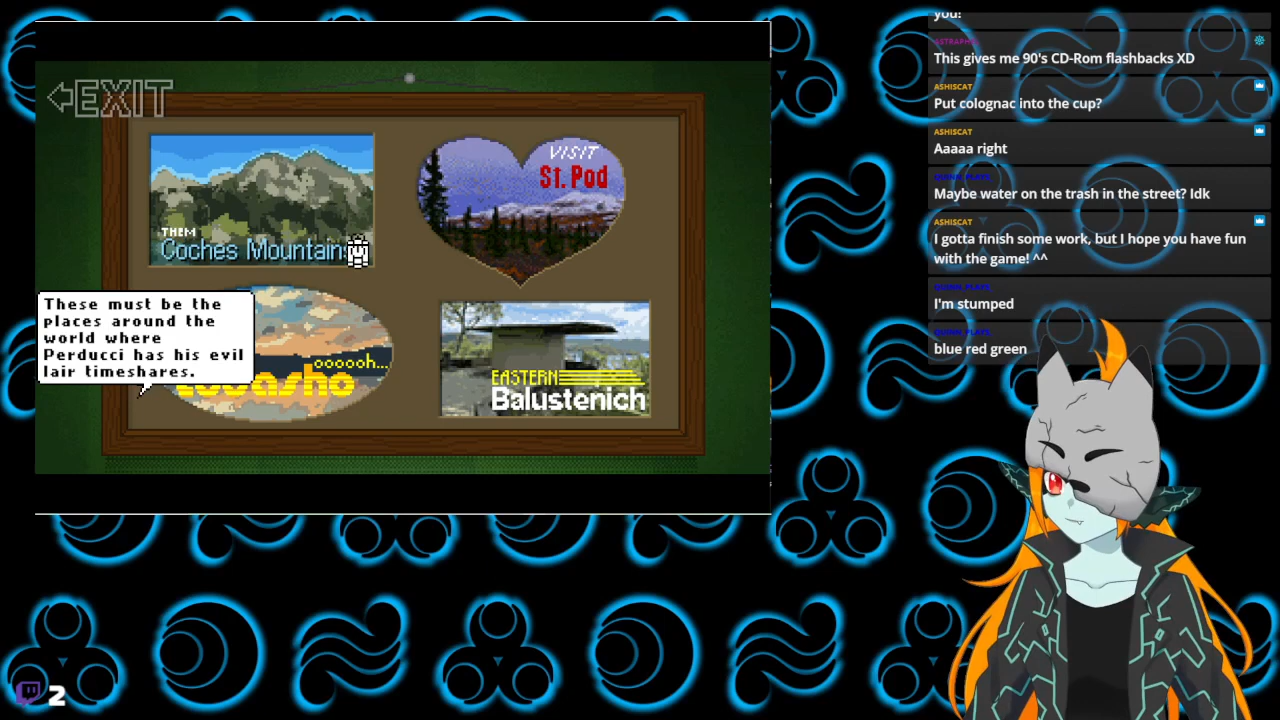 EXIT
THEM
Coches Mountain
VISIT
St. Pod
These must be the
places around the
world where
Perducci has his evil
lair timeshares.
oooooh...
EASTERN
Balustenich
you!
This gives me 90's CD-Rom flashbacks XD
ASHISCAT
Put colognac into the cup?
ASHISCAT
Aaaaa right
Maybe water on the trash in the street? Idk
ASHISCAT
I gotta finish some work, but I hope you have fun
with the game! ^^
QUINN_PLAYS:
I'm stumped
QUINN_PLAYS:
blue red green
2